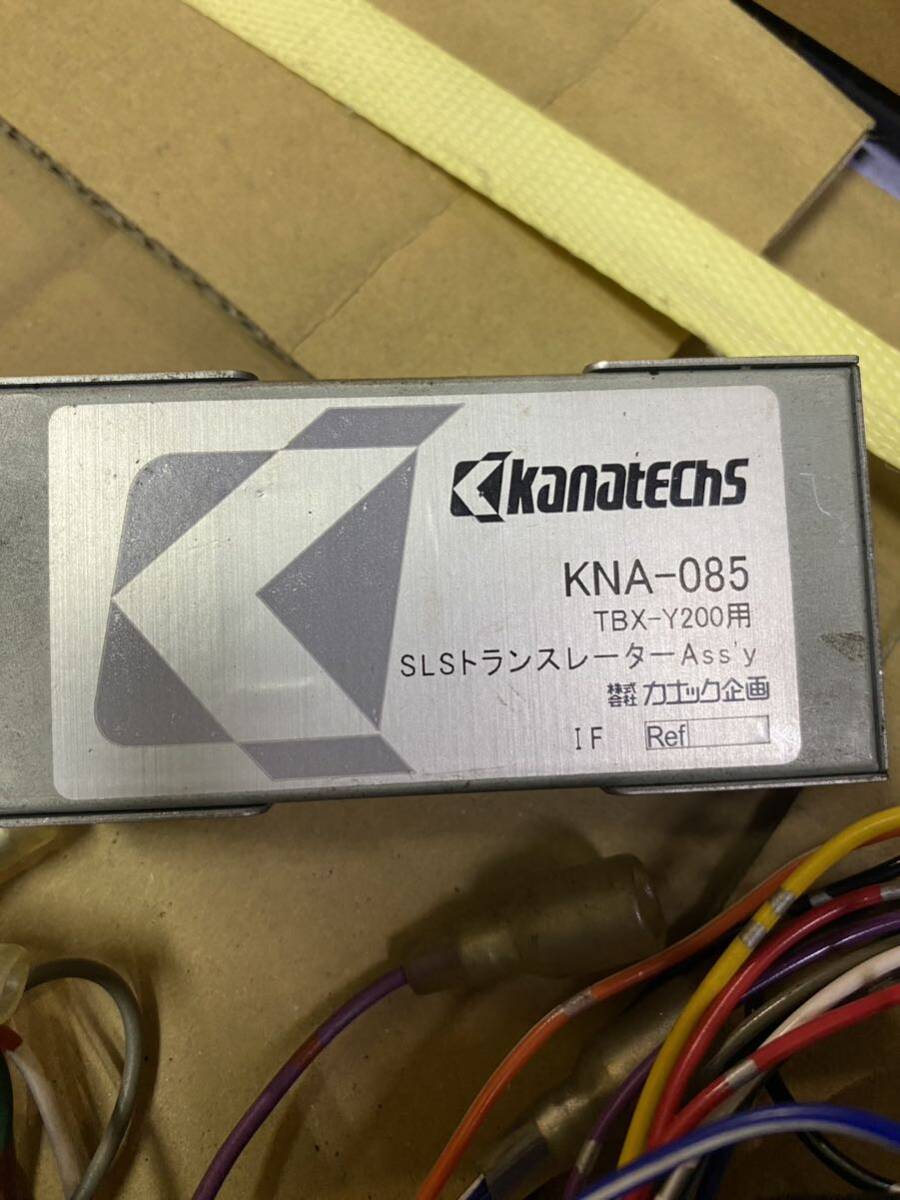 KanatEChS
KNA-085
TBX-Y200用
SLSトランスレーターAss'y
株式会社 カナック企画
IF Ref